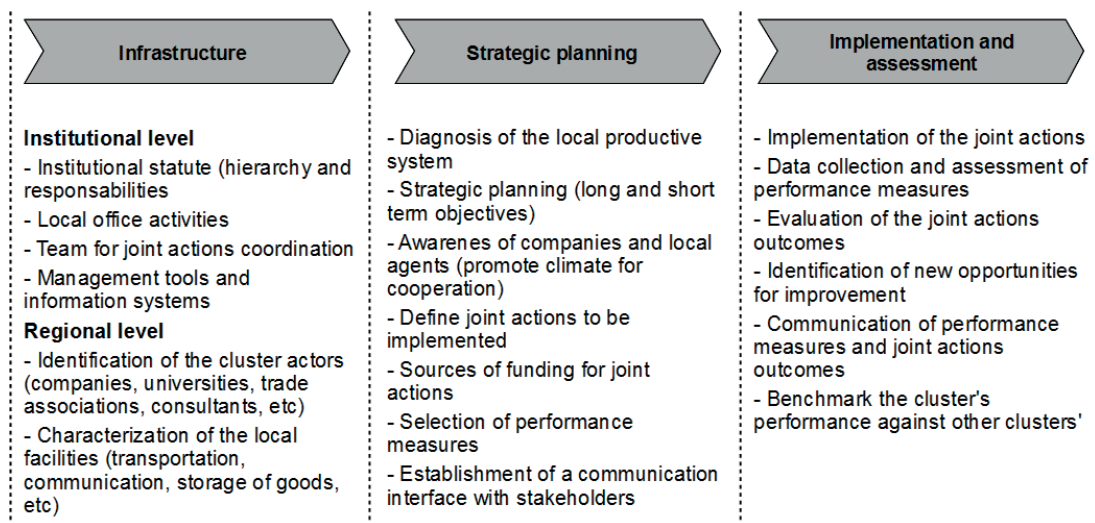 Infrastructure
Institutional level
- Institutional statute (hierarchy and
responsabilities
- Local office activities
- Team for joint actions coordination
- Management tools and
information systems
Regional level
- Identification of the cluster actors
(companies, universities, trade
associations, consultants, etc)
- Characterization of the local
facilities (transportation,
communication, storage of goods,
etc)
Strategic planning
- Diagnosis of the local productive
system
- Strategic planning (long and short
term objectives)
- Awarenes of companies and local
agents (promote climate for
cooperation)
- Define joint actions to be
implemented
- Sources of funding for joint
actions
- Selection of performance
measures
- Establishment of a communication
interface with stakeholders
Implementation and
assessment
- Implementation of the joint actions
- Data collection and assessment of
performance measures
- Evaluation of the joint actions
outcomes
- Identification of new opportunities
for improvement
- Communication of performance
measures and joint actions
outcomes
- Benchmark the cluster's
performance against other clusters'